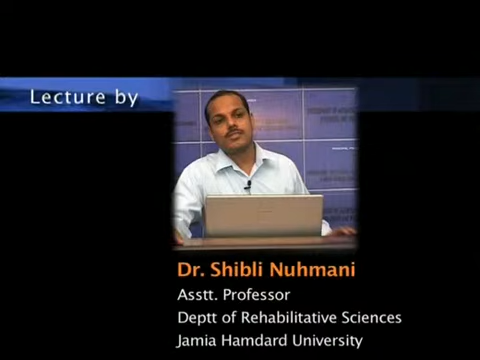 Lecture by
Dr. Shibli Nuhmani
Asstt. Professor
Deptt of Rehabilitative Sciences
Jamia Hamdard University